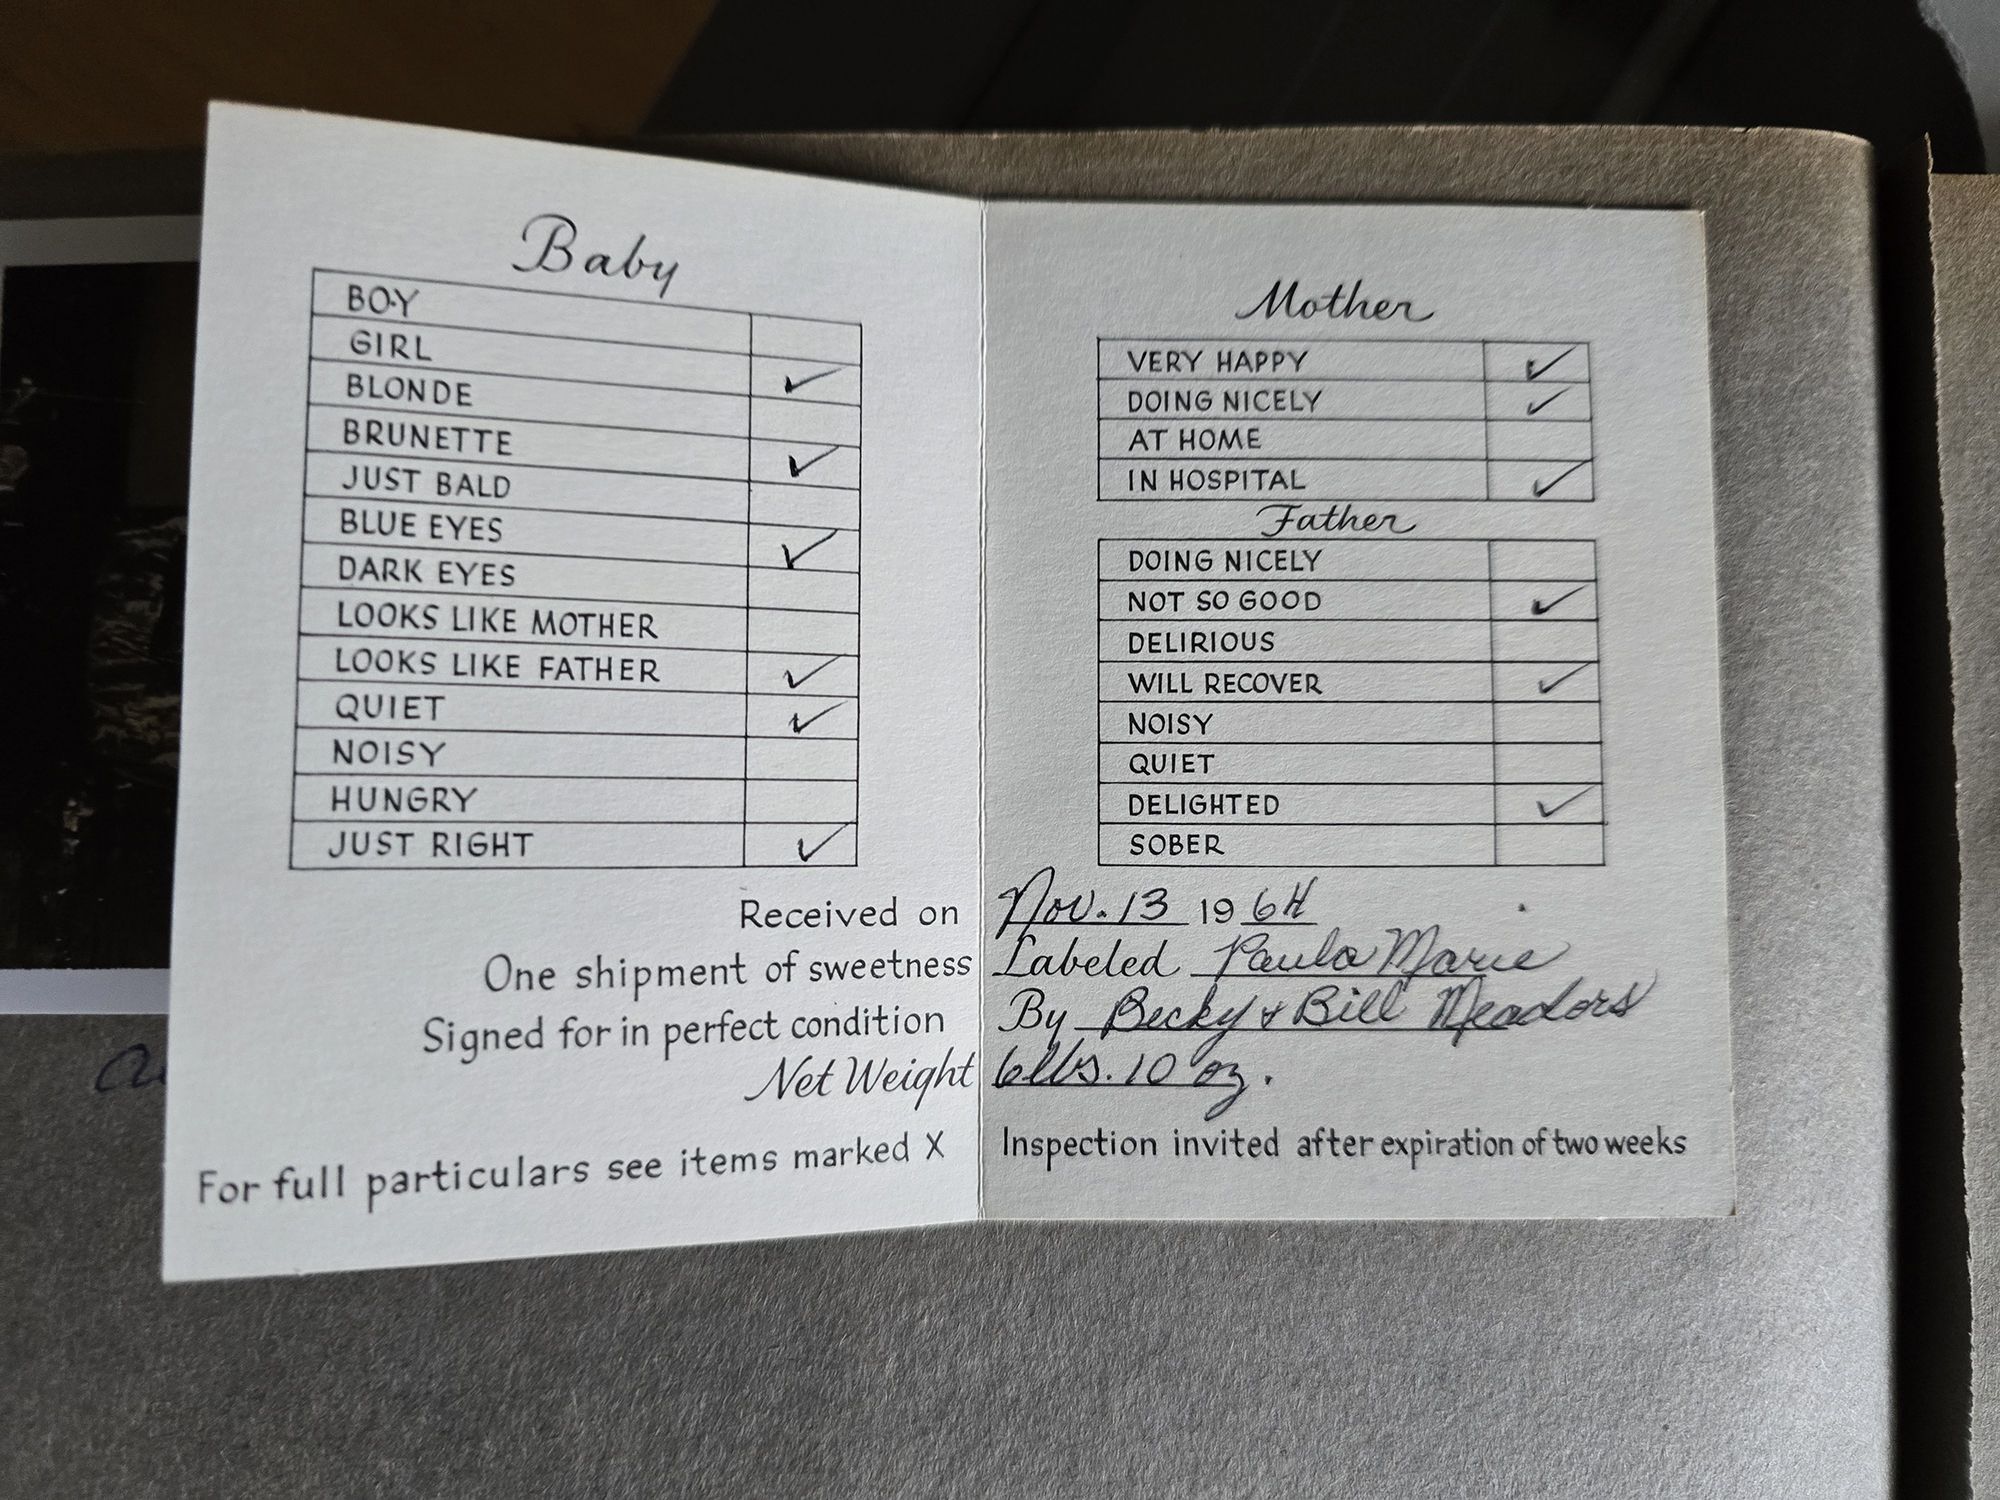 Baby
BOY
GIRL ✓
BLONDE
BRUNETTE ✓
JUST BALD
BLUE EYES ✓
DARK EYES
LOOKS LIKE MOTHER
LOOKS LIKE FATHER ✓
QUIET ✓
NOISY
HUNGRY
JUST RIGHT ✓
Mother
VERY HAPPY ✓
DOING NICELY ✓
AT HOME
IN HOSPITAL ✓
Father
DOING NICELY
NOT SO GOOD ✓
DELIRIOUS
WILL RECOVER ✓
NOISY
QUIET
DELIGHTED ✓
SOBER
Received on Nov. 13 1964
One shipment of sweetness Labeled Paula Marie
Signed for in perfect condition By Becky & Bill Meadors
Net Weight 6 lbs. 10 oz.
For full particulars see items marked X Inspection invited after expiration of two weeks